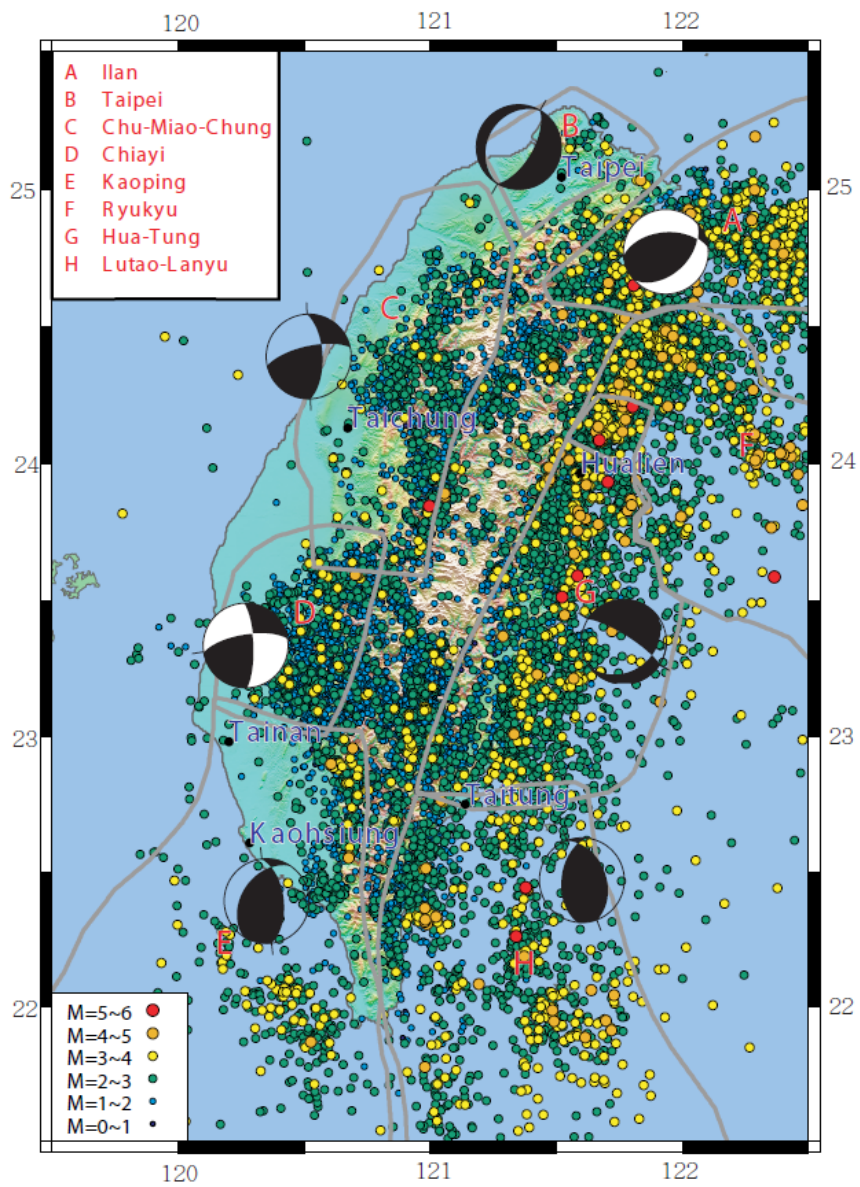 120 121 122
A Ilan
B Taipei
C Chu-Miao-Chung
D Chiayi
E Kaoping
F Ryukyu
G Hua-Tung
H Lutao-Lanyu
B
Taipei
25 25
A
C
Taichung
F
Hualien
24 24
G
D
Tainan
23 23
Taitung
Kaohsiung
E
H
22 22
M=5~6
M=4~5
M=3~4
M=2~3
M=1~2
M=0~1
120 121 122